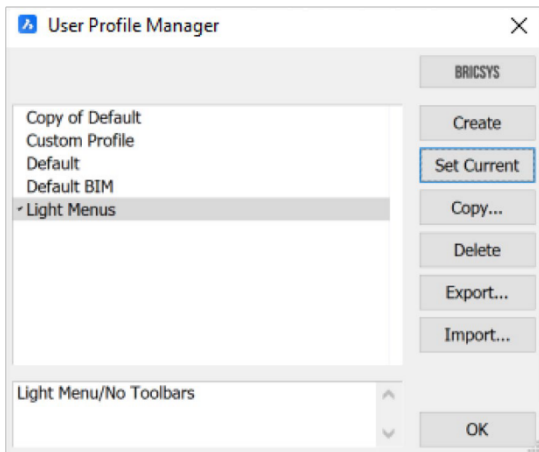 User Profile Manager
BRICSYS
Copy of Default
Custom Profile
Default
Default BIM
Light Menus
Create
Set Current
Copy...
Delete
Export...
Import...
Light Menu/No Toolbars
OK